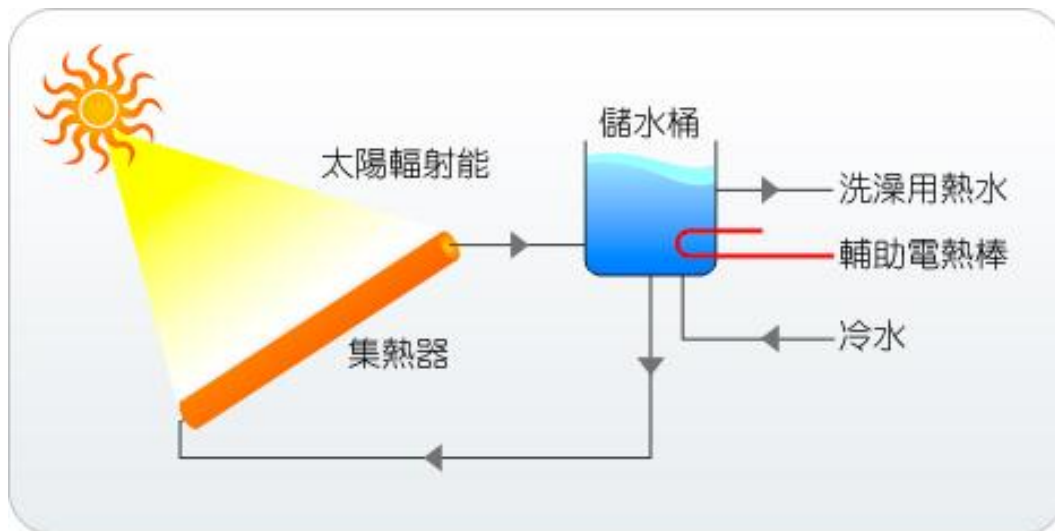 儲水桶
太陽輻射能
洗澡用熱水
輔助電熱棒
集熱器
冷水